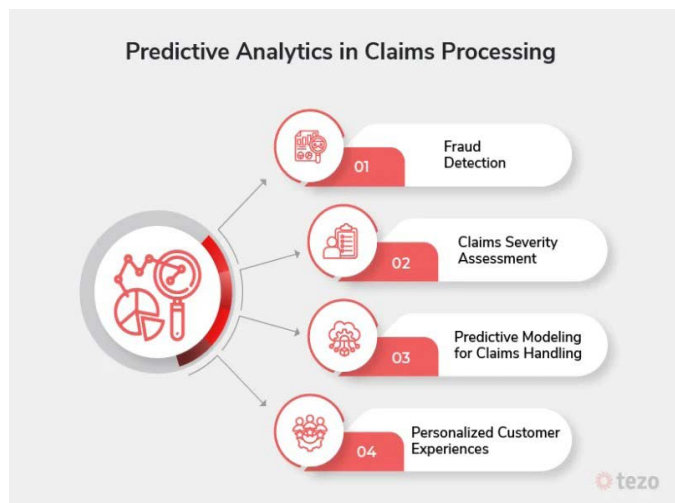 Predictive Analytics in Claims Processing
01
Fraud
Detection
02
Claims Severity
Assessment
03
Predictive Modeling
for Claims Handling
04
Personalized Customer
Experiences
tezo